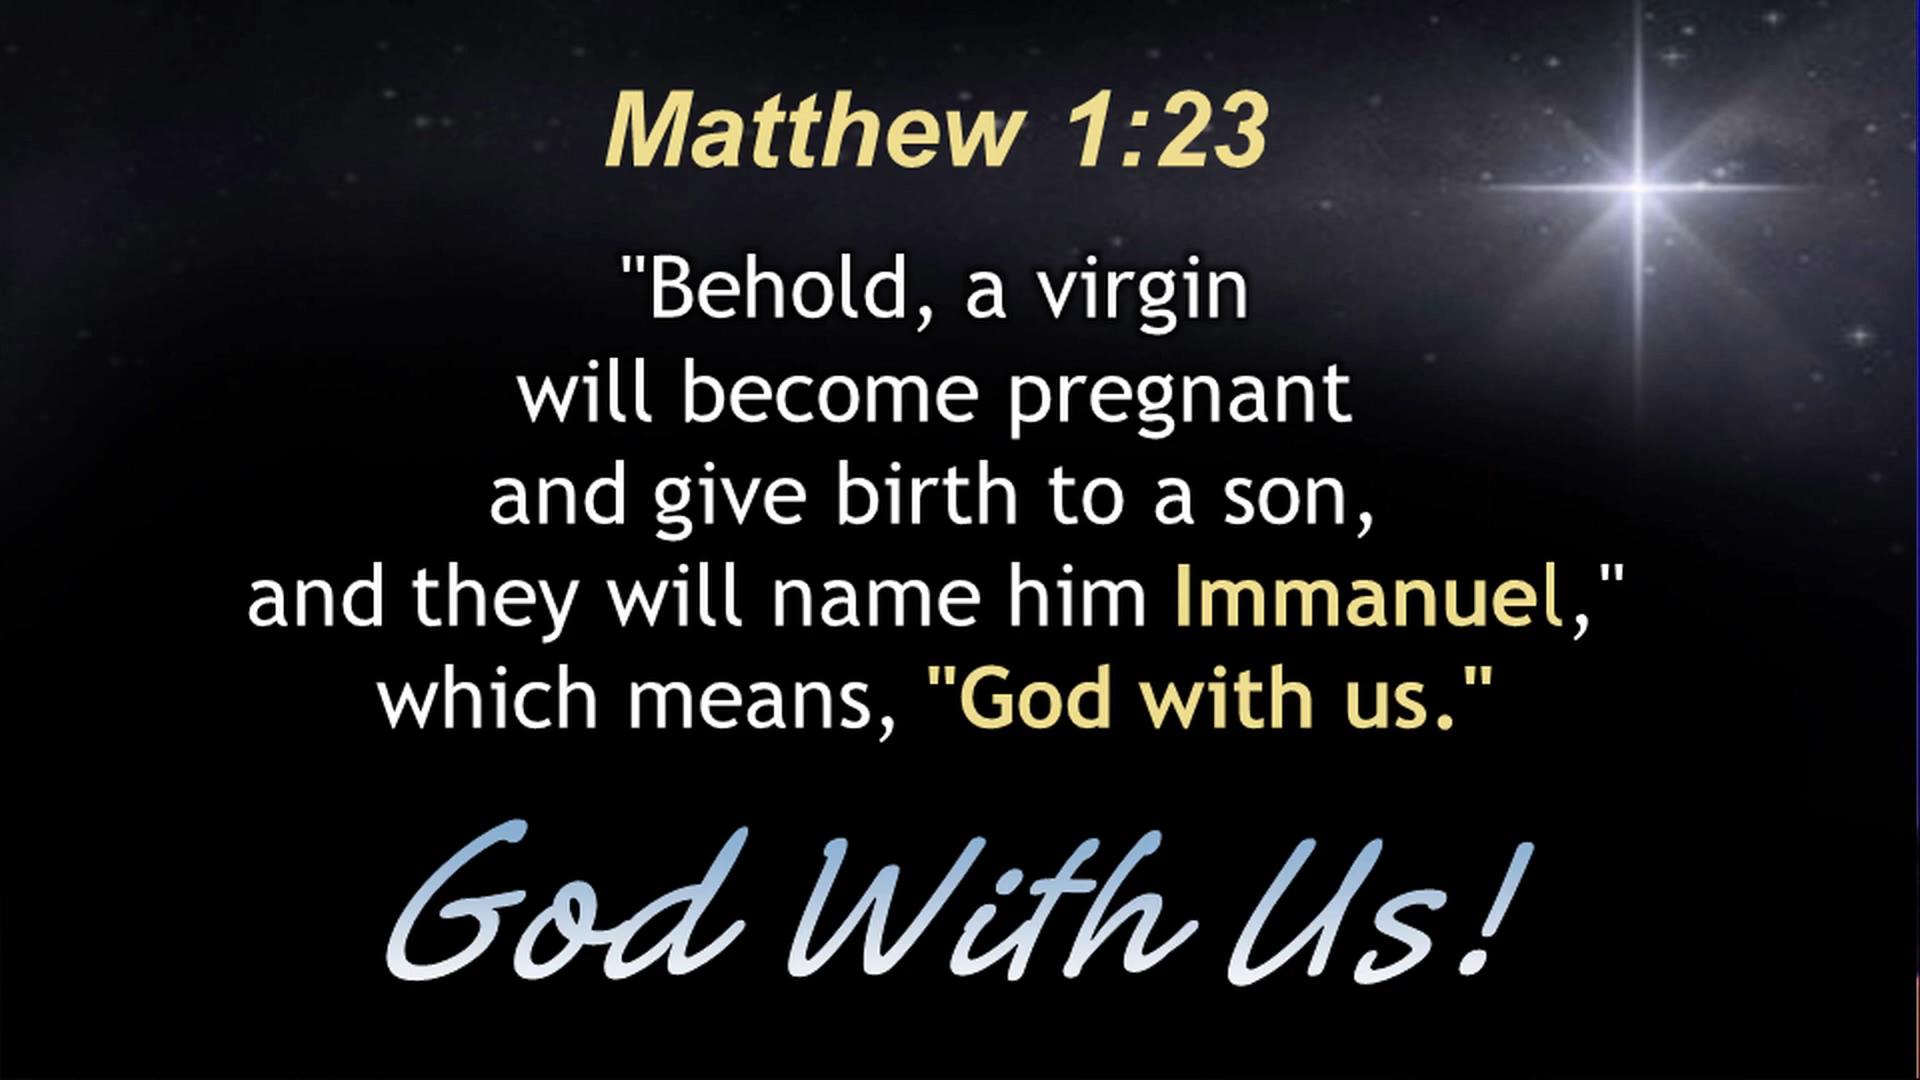 Matthew 1:23
"Behold, a virgin
will become pregnant
and give birth to a son,
and they will name him Immanuel,"
which means, "God with us."
God With Us!